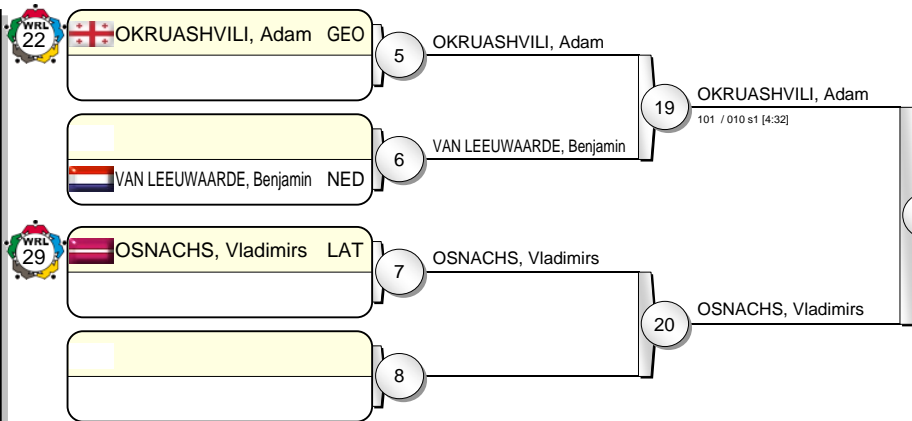 WRL
22
OKRUASHVILI, Adam GEO
5
OKRUASHVILI, Adam
19
OKRUASHVILI, Adam
101 / 010 s1 [4:32]
6
VAN LEEUWAARDE, Benjamin
VAN LEEUWAARDE, Benjamin NED
WRL
29
OSNACHS, Vladimirs LAT
7
OSNACHS, Vladimirs
20
OSNACHS, Vladimirs
8